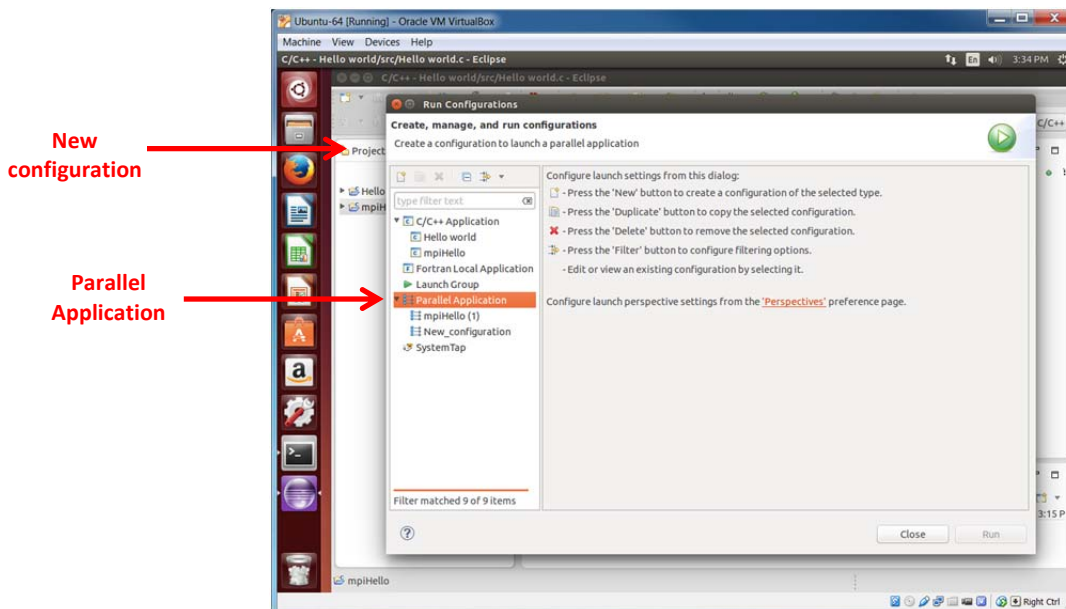 Ubuntu-64 [Running] - Oracle VM VirtualBox
Machine View Devices Help
C/C++ - Hello world/src/Hello world.c - Eclipse
En
3:34 PM
C/C++ - Hello world/src/Hello world.c - Eclipse
Run Configurations
Create, manage, and run configurations
Create a configuration to launch a parallel application
C/C++
New
configuration
Project
Hello
mpiH
type filter text
C/C++ Application
Hello world
mpiHello
Fortran Local Application
Launch Group
Parallel Application
mpiHello (1)
New_configuration
SystemTap
Filter matched 9 of 9 items
Configure launch settings from this dialog:
- Press the 'New' button to create a configuration of the selected type.
- Press the 'Duplicate' button to copy the selected configuration.
- Press the 'Delete' button to remove the selected configuration.
- Press the 'Filter' button to configure filtering options.
- Edit or view an existing configuration by selecting it.
Configure launch perspective settings from the 'Perspectives' preference page.
Parallel
Application
3:15 P
Close
Run
mpiHello
Right Ctrl